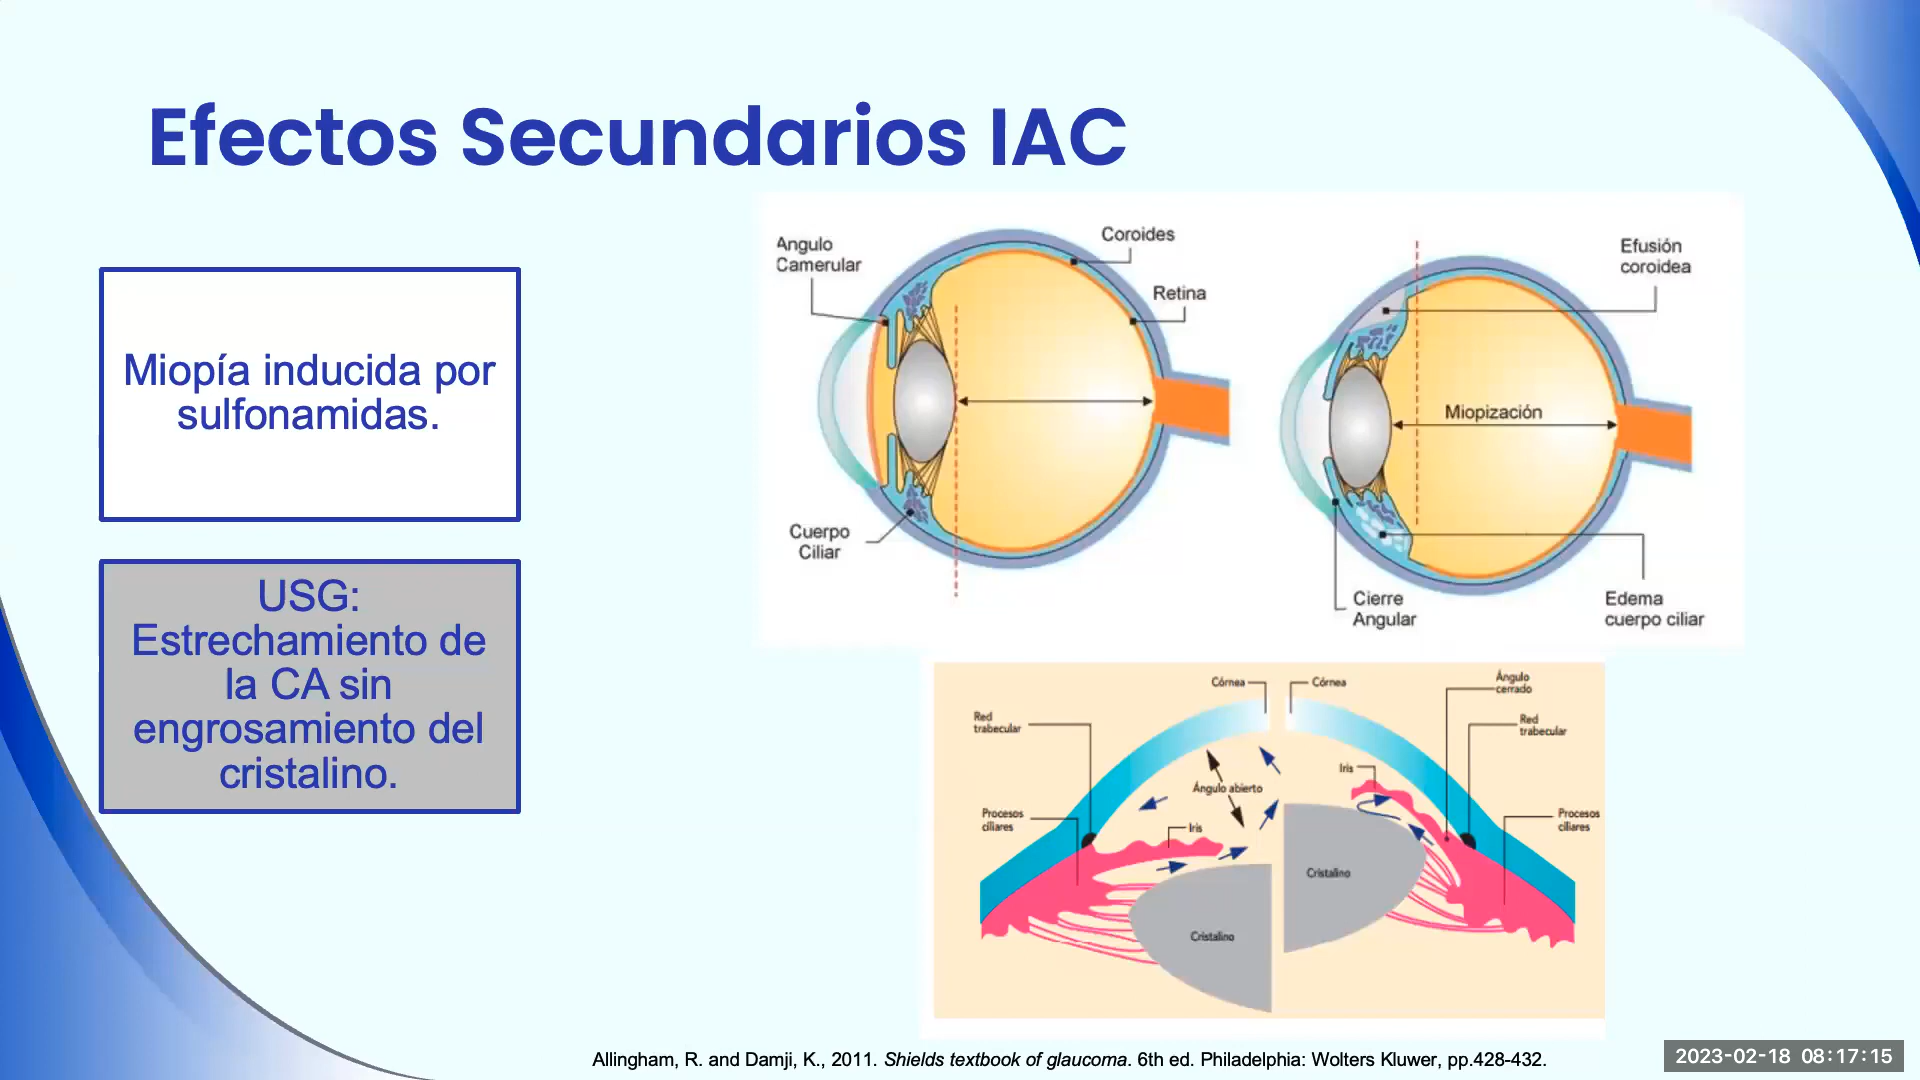 Efectos Secundarios IAC
Miopía inducida por
sulfonamidas.
USG:
Estrechamiento de
la CA sin
engrosamiento del
cristalino.
Angulo
Camerular
Coroides
Retina
Cuerpo
Ciliar
Efusión
coroidea
Miopización
Cierre
Angular
Edema
cuerpo ciliar
Córnea
Córnea
Ángulo
cerrado
Red
trabecular
Red
trabecular
Iris
Ángulo abierto
Procesos
ciliares
Procesos
ciliares
Iris
Cristalino
Cristalino
Allingham, R. and Damji, K., 2011. Shields textbook of glaucoma. 6th ed. Philadelphia: Wolters Kluwer, pp.428-432.
2023-02-18 08:17:15